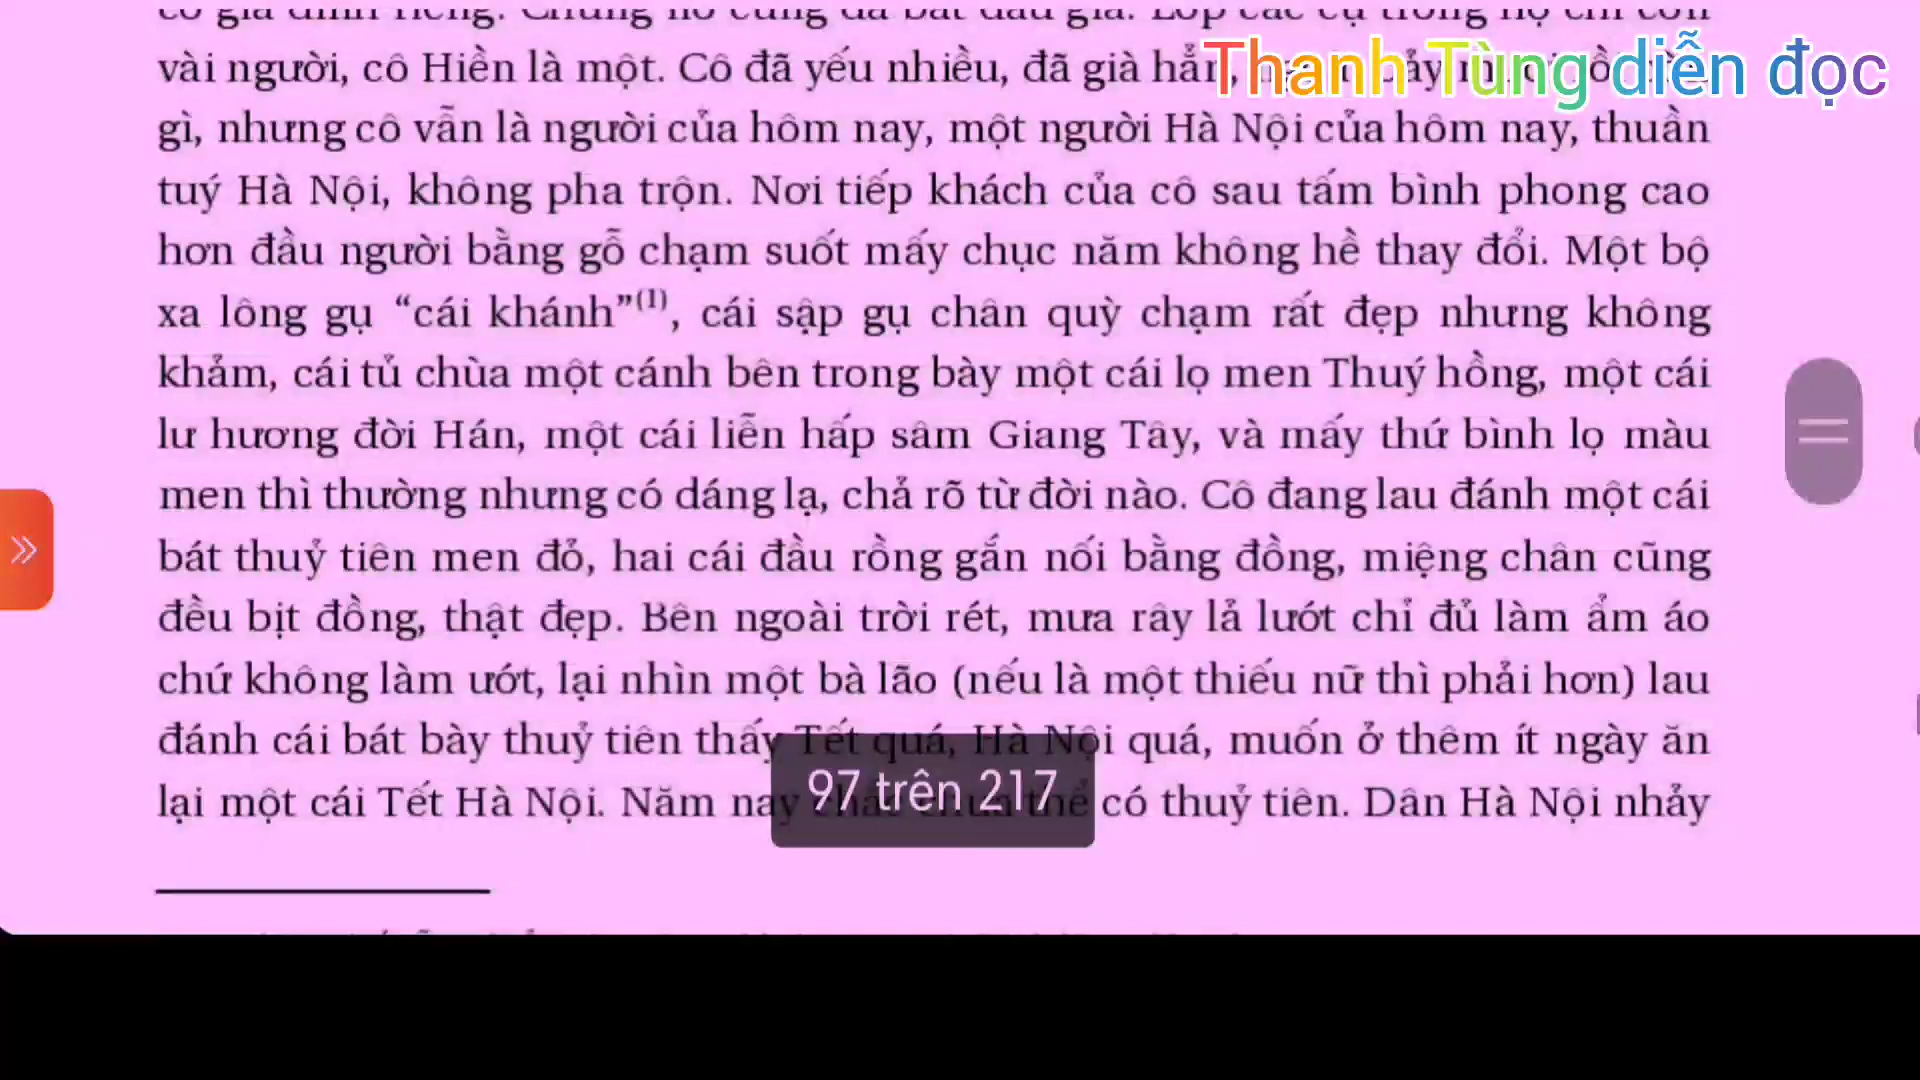 vài người, cô Hiền là một. Cô đã yếu nhiều, đã già hẳn,
Thanh Tùng diễn đọc
gì, nhưng cô vẫn là người của hôm nay, một người Hà Nội của hôm nay, thuần
tuý Hà Nội, không pha trộn. Nơi tiếp khách của cô sau tấm bình phong cao
hơn đầu người bằng gỗ chạm suốt mấy chục năm không hề thay đổi. Một bộ
xa lông gụ “cái khánh”(1), cái sập gụ chân quỳ chạm rất đẹp nhưng không
khảm, cái tủ chùa một cánh bên trong bày một cái lọ men Thuý hồng, một cái
lư hương đời Hán, một cái liễn hấp sâm Giang Tây, và mấy thứ bình lọ màu
men thì thường nhưng có dáng lạ, chả rõ từ đời nào. Cô đang lau đánh một cái
bát thuỷ tiên men đỏ, hai cái đầu rồng gắn nối bằng đồng, miệng chân cũng
đều bịt đồng, thật đẹp. Bên ngoài trời rét, mưa rây lả lướt chỉ đủ làm ẩm áo
chứ không làm ướt, lại nhìn một bà lão (nếu là một thiếu nữ thì phải hơn) lau
đánh cái bát bày thuỷ tiên thấy Tết quá, Hà Nội quá, muốn ở thêm ít ngày ăn
lại một cái Tết Hà Nội. Năm nay có thuỷ tiên. Dân Hà Nội nhảy
97 trên 217